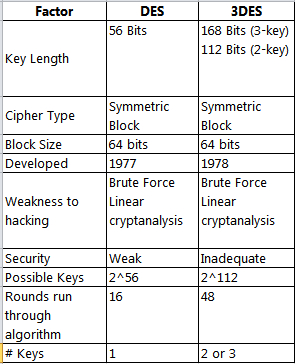 Factor DES 3DES
Key Length 56 Bits 168 Bits (3-key)
112 Bits (2-key)
Cipher Type Symmetric Symmetric
Block Block
Block Size 64 bits 64 bits
Developed 1977 1978
Weakness to hacking Brute Force Brute Force
Linear Linear
cryptanalysis cryptanalysis
Security Weak Inadequate
Possible Keys 2^56 2^112
Rounds run 16 48
through
algorithm
# Keys 1 2 or 3